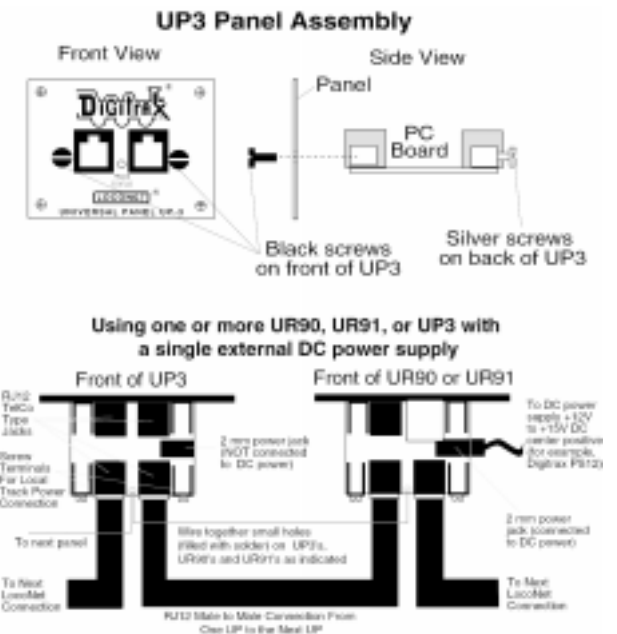 UP3 Panel Assembly
Front View
Side View
Panel
DIGITRAX
PC
Board
LOCONET
UNIVERSAL PANEL UP-3
Black screws
on front of UP3
Silver screws
on back of UP3
Using one or more UR90, UR91, or UP3 with
a single external DC power supply
Front of UP3
Front of UR90 or UR91
RJ12
TelCo
Type
Jacks
To DC power
supply +12V
to +15V DC
center positive
(for example,
Digitrax PS12)
2 mm power jack
(NOT connected
to DC power)
Screw
Terminals
For Local
Track Power
Connection
2 mm power
jack (connected
to DC power)
To next panel
Wire together small holes
(filled with solder) on UP3's,
UR90's and UR91's as indicated
To Next
LocoNet
Connection
To Next
LocoNet
Connection
RJ12 Male to Male Connection From
One UP to the Next UP